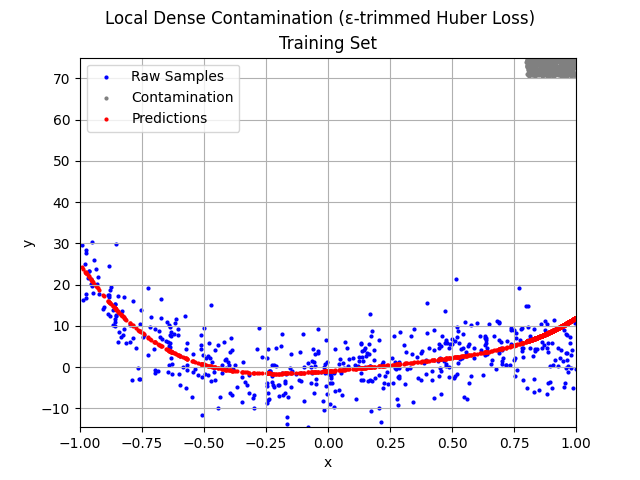 Local Dense Contamination (ε-trimmed Huber Loss)
Training Set
Raw Samples
Contamination
Predictions
70
60
50
40
30
20
10
0
−10
y
−1.00 −0.75 −0.50 −0.25 0.00 0.25 0.50 0.75 1.00
x